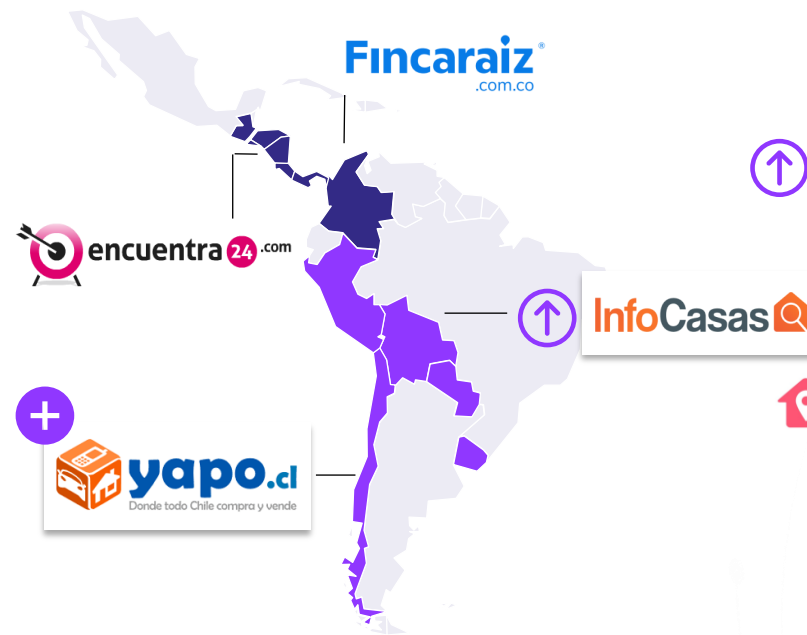 Fincaraiz®
.com.co
encuentra 24 .com
InfoCasas
yapo.cl
Donde todo Chile compra y vende